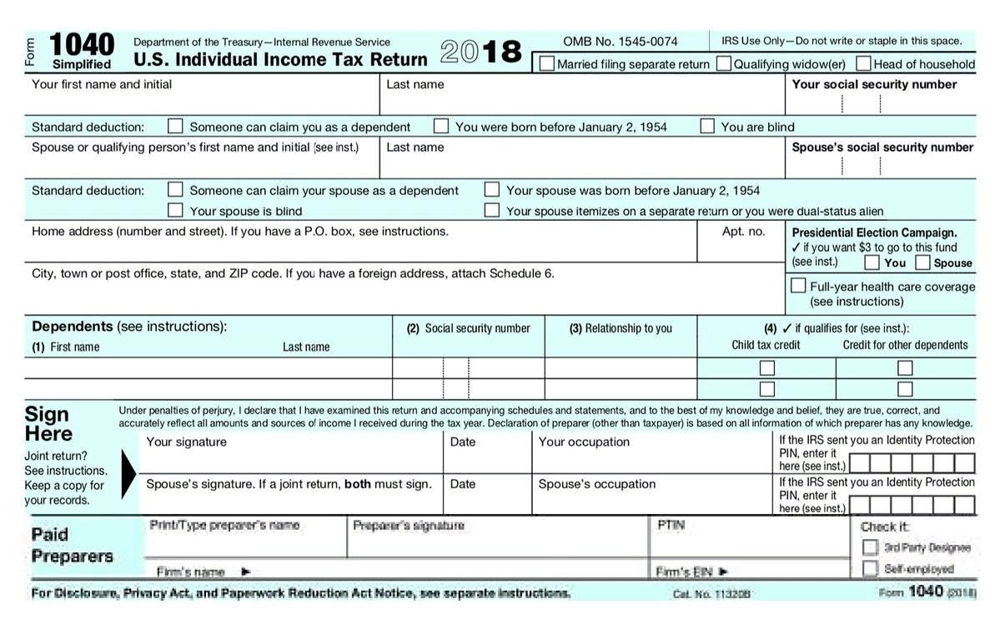 Form 1040 Simplified
Department of the Treasury—Internal Revenue Service
U.S. Individual Income Tax Return
2018
OMB No. 1545-0074
IRS Use Only—Do not write or staple in this space.
Married filing separate return
Qualifying widow(er)
Head of household
Your first name and initial
Last name
Your social security number
Standard deduction:
Someone can claim you as a dependent
You were born before January 2, 1954
You are blind
Spouse or qualifying person's first name and initial (see inst.)
Last name
Spouse's social security number
Standard deduction:
Someone can claim your spouse as a dependent
Your spouse was born before January 2, 1954
Your spouse is blind
Your spouse itemizes on a separate return or you were dual-status alien
Home address (number and street). If you have a P.O. box, see instructions.
Apt. no.
Presidential Election Campaign.
✓ if you want $3 to go to this fund
(see inst.)
You
Spouse
City, town or post office, state, and ZIP code. If you have a foreign address, attach Schedule 6.
Full-year health care coverage
(see instructions)
Dependents (see instructions):
(1) First name
Last name
(2) Social security number
(3) Relationship to you
(4) ✓ if qualifies for (see inst.):
Child tax credit
Credit for other dependents
Sign
Here
Joint return?
See instructions.
Keep a copy for
your records.
Under penalties of perjury, I declare that I have examined this return and accompanying schedules and statements, and to the best of my knowledge and belief, they are true, correct, and
accurately reflect all amounts and sources of income I received during the tax year. Declaration of preparer (other than taxpayer) is based on all information of which preparer has any knowledge.
Your signature
Date
Your occupation
If the IRS sent you an Identity Protection
PIN, enter it
here (see inst.)
Spouse's signature. If a joint return, both must sign.
Date
Spouse's occupation
If the IRS sent you an Identity Protection
PIN, enter it
here (see inst.)
Paid
Preparers
Print/Type preparer's name
Preparer's signature
PTIN
Check it:
3rd Party Designee
Self-employed
Firm's name ►
Firm's EIN ►
For Disclosure, Privacy Act, and Paperwork Reduction Act Notice, see separate instructions.
Cat. No. 11320B
Form 1040 (2018)